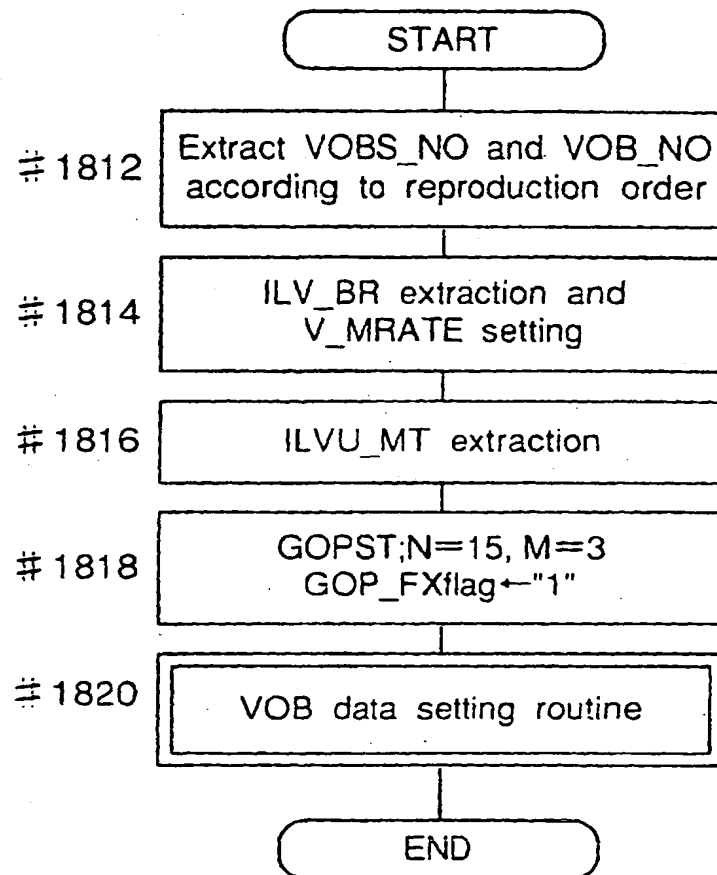 START
#1812
Extract VOBS_NO and VOB_NO
according to reproduction order
#1814
ILV_BR extraction and
V_MRATE setting
#1816
ILVU_MT extraction
#1818
GOPST;N=15, M=3
GOP_FXflag←"1"
#1820
VOB data setting routine
END